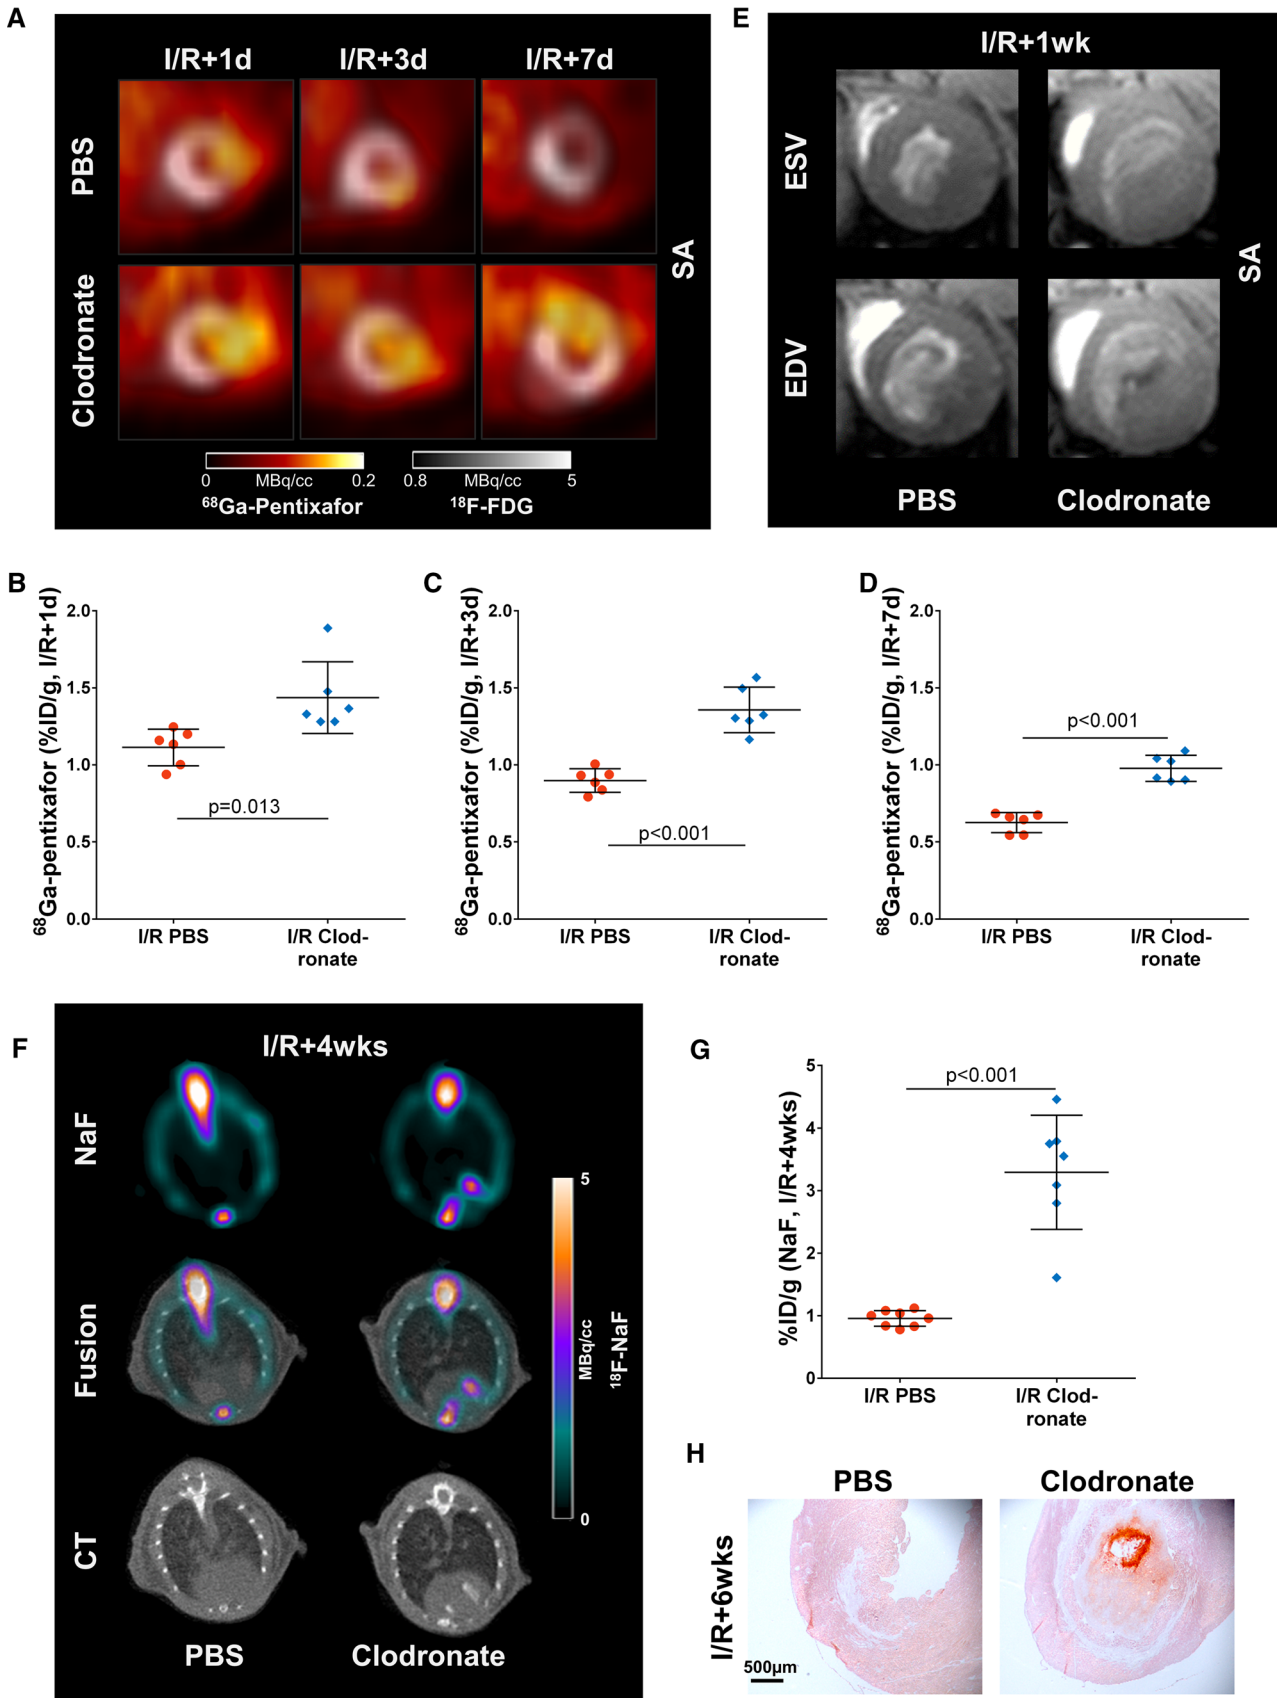 A
I/R+1d
I/R+3d
I/R+7d
PBS
Clodronate
SA
0
MBq/cc
0.2
0.8
MBq/cc
5
⁶⁸Ga-Pentixafor
¹⁸F-FDG
E
I/R+1wk
ESV
EDV
SA
PBS
Clodronate
B
⁶⁸Ga-pentixafor (%ID/g, I/R+1d)
2.0
1.5
1.0
0.5
0.0
p=0.013
I/R PBS
I/R Clod-
ronate
C
⁶⁸Ga-pentixafor (%ID/g, I/R+3d)
2.0
1.5
1.0
0.5
0.0
p<0.001
I/R PBS
I/R Clod-
ronate
D
⁶⁸Ga-pentixafor (%ID/g, I/R+7d)
2.0
1.5
1.0
0.5
0.0
p<0.001
I/R PBS
I/R Clod-
ronate
F
I/R+4wks
NaF
Fusion
CT
5
MBq/cc
¹⁸F-NaF
0
PBS
Clodronate
G
%ID/g (NaF, I/R+4wks)
5
4
3
2
1
0
p<0.001
I/R PBS
I/R Clod-
ronate
H
PBS
Clodronate
I/R+6wks
500µm